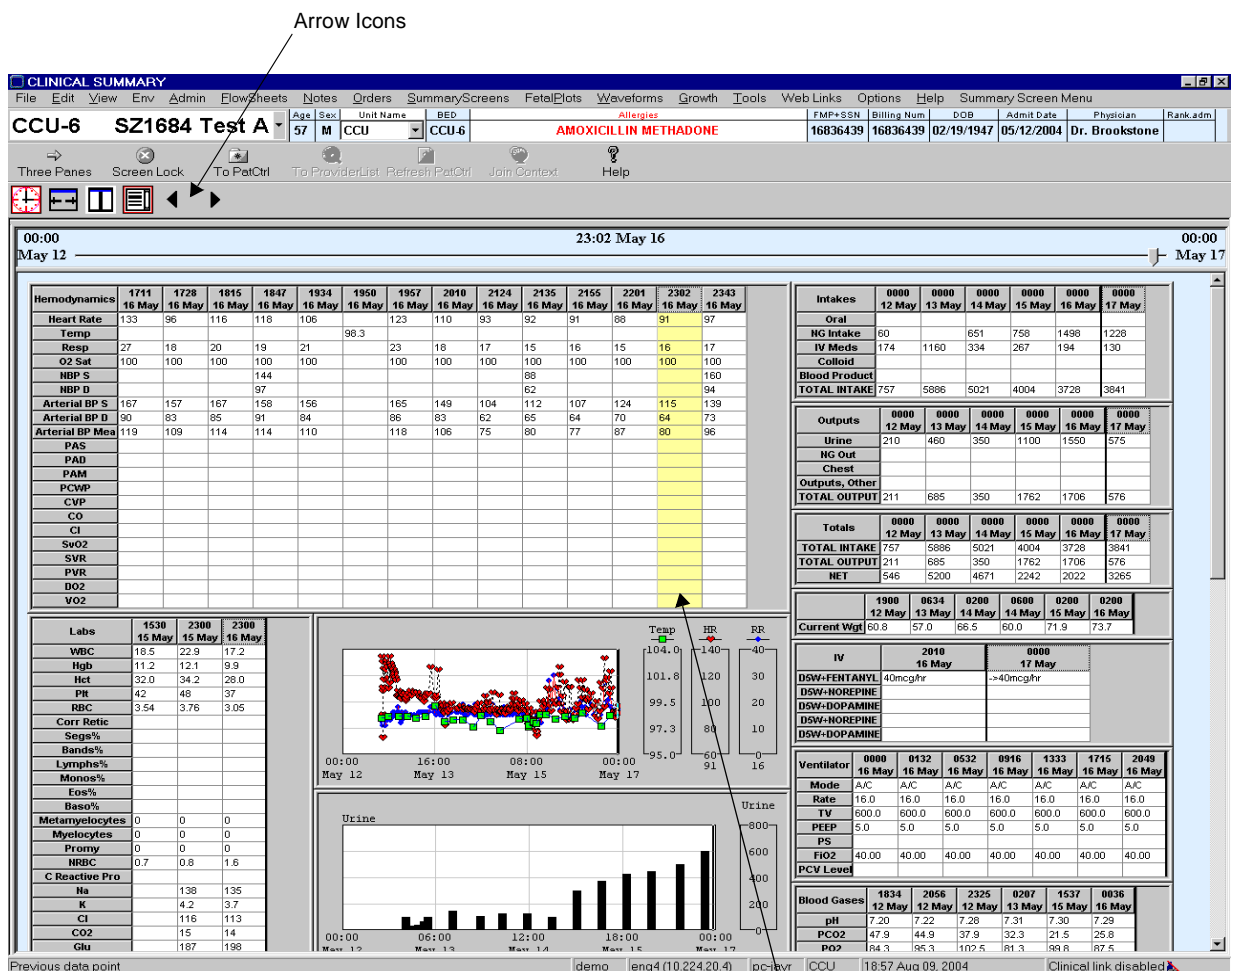 Arrow Icons
CLINICAL SUMMARY
File Edit View Env Admin FlowSheets Notes Orders SummaryScreens FetalPlots Waveforms Growth Tools Web Links Options Help Summary Screen Menu
Age Sex Unit Name BED Allergies FMP+SSN Billing Num DOB Admit Date Physician Rank.adm
CCU-6 SZ1684 Test A 57 M CCU CCU-6 AMOXICILLIN METHADONE 16836439 16836439 02/19/1947 05/12/2004 Dr. Brookstone
Three Panes Screen Lock To PatCtrl To ProviderList Refresh PatCtrl Join Context Help
00:00 23:02 May 16 00:00
May 12 May 17
Hemodynamics 1711 1728 1815 1847 1934 1950 1957 2010 2124 2135 2155 2201 2302 2343
16 May 16 May 16 May 16 May 16 May 16 May 16 May 16 May 16 May 16 May 16 May 16 May 16 May 16 May
Heart Rate 133 96 116 118 106 123 110 93 92 91 88 91 97
Temp 98.3
Resp 27 18 20 19 21 23 18 17 15 16 15 16 17
O2 Sat 100 100 100 100 100 100 100 100 100 100 100 100 100
NBP S 144 88 160
NBP D 97 62 94
Arterial BP S 167 157 167 158 156 165 149 104 112 107 124 115 139
Arterial BP D 90 83 85 91 84 86 83 62 65 64 70 64 73
Arterial BP Mea 119 109 114 114 110 118 106 75 80 77 87 80 96
PAS
PAD
PAM
PCWP
CVP
CO
CI
SvO2
SVR
PVR
DO2
VO2
Intakes 0000 0000 0000 0000 0000 0000
12 May 13 May 14 May 15 May 16 May 17 May
Oral
NG Intake 60 651 758 1498 1228
IV Meds 174 1160 334 267 194 130
Colloid
Blood Product
TOTAL INTAKE 757 5886 5021 4004 3728 3841
Outputs 0000 0000 0000 0000 0000 0000
12 May 13 May 14 May 15 May 16 May 17 May
Urine 210 460 350 1100 1550 575
NG Out
Chest
Outputs, Other
TOTAL OUTPUT 211 685 350 1762 1706 576
Totals 0000 0000 0000 0000 0000 0000
12 May 13 May 14 May 15 May 16 May 17 May
TOTAL INTAKE 757 5886 5021 4004 3728 3841
TOTAL OUTPUT 211 685 350 1762 1706 576
NET 546 5200 4671 2242 2022 3265
1900 0634 0200 0600 0200 0200
12 May 13 May 14 May 14 May 15 May 16 May
Current Wgt 60.8 57.0 66.5 60.0 71.9 73.7
IV 2010 0000
16 May 17 May
D5W+FENTANYL 40mcg/hr ->40mcg/hr
D5W+NOREPINE
D5W+DOPAMINE
D5W+NOREPINE
D5W+DOPAMINE
Ventilator 0000 0132 0532 0916 1333 1715 2049
16 May 16 May 16 May 16 May 16 May 16 May 16 May
Mode A/C A/C A/C A/C A/C A/C A/C
Rate 16.0 16.0 16.0 16.0 16.0 16.0 16.0
TV 600.0 600.0 600.0 600.0 600.0 600.0 600.0
PEEP 5.0 5.0 5.0 5.0 5.0 5.0 5.0
PS
FiO2 40.00 40.00 40.00 40.00 40.00 40.00 40.00
PCV Level
Blood Gases 1834 2056 2325 0207 1537 0036
12 May 12 May 12 May 13 May 15 May 16 May
pH 7.20 7.22 7.28 7.31 7.30 7.29
PCO2 47.9 44.9 37.9 32.3 21.5 25.8
PO2 84.3 95.3 102.5 81.3 99.8 87.5
Labs 1530 2300 2300
15 May 15 May 16 May
WBC 18.5 22.9 17.2
Hgb 11.2 12.1 9.9
Hct 32.0 34.2 28.0
Plt 42 48 37
RBC 3.54 3.76 3.05
Corr Retic
Segs%
Bands%
Lymphs%
Monos%
Eos%
Baso%
Metamyelocytes 0 0 0
Myelocytes 0 0 0
Promy 0 0 0
NRBC 0.7 0.8 1.6
C Reactive Pro
Na 138 135
K 4.2 3.7
Cl 116 113
CO2 15 14
Glu 187 198
Temp HR RR
104.0 140 40
101.8 120 30
99.5 100 20
97.3 80 10
95.0 60 0
91 16
00:00 16:00 08:00 00:00
May 12 May 13 May 15 May 17
Urine
Urine
800
600
400
200
0
00:00 06:00 12:00 18:00 00:00
May 12 May 13 May 14 May 15 May 17
Previous data point demo eng4 (10.224.20.4) pc-jayr CCU 18:57 Aug 09, 2004 Clinical link disabled